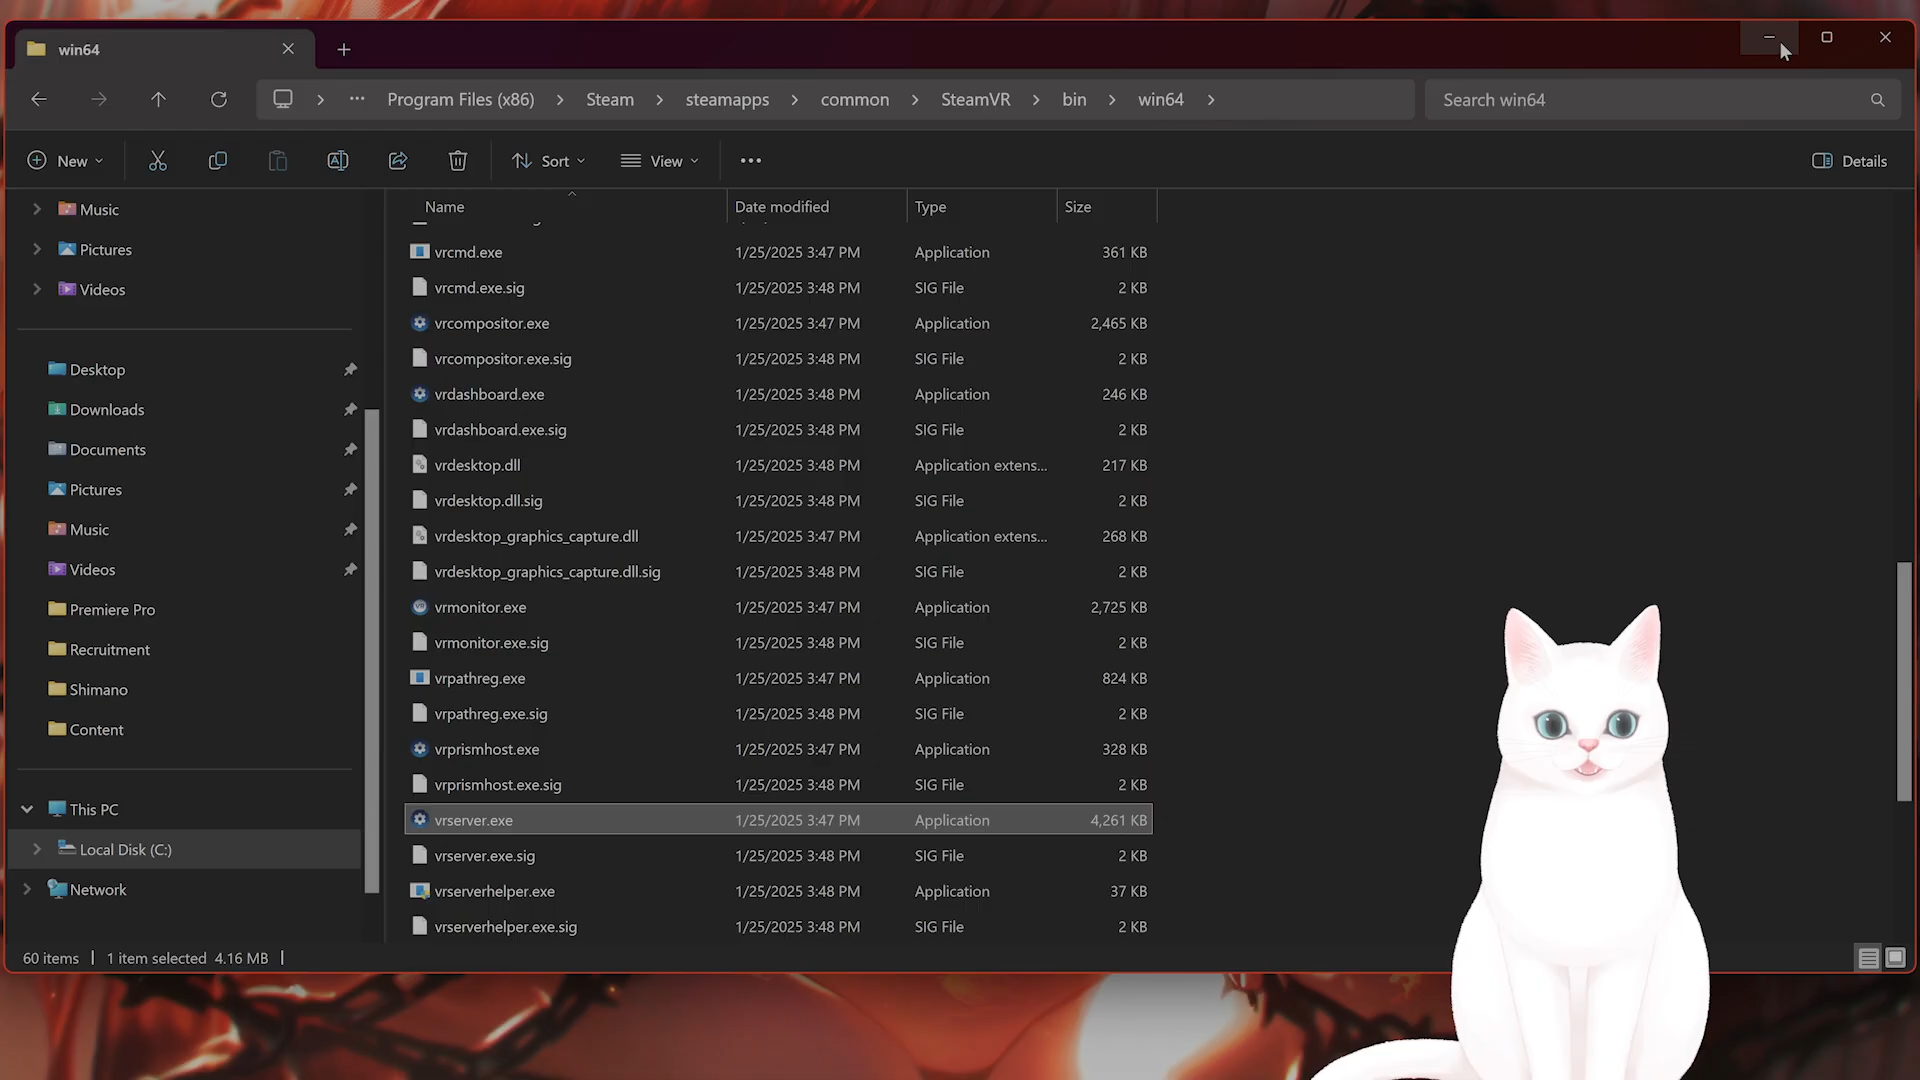 win64
Program Files (x86) Steam steamapps common SteamVR bin win64
Search win64
New Sort View ... Details
Name Date modified Type Size
Music
Pictures
Videos
Desktop
Downloads
Documents
Pictures
Music
Videos
Premiere Pro
Recruitment
Shimano
Content
This PC
Local Disk (C:)
Network
vrcmd.exe 1/25/2025 3:47 PM Application 361 KB
vrcmd.exe.sig 1/25/2025 3:48 PM SIG File 2 KB
vrcompositor.exe 1/25/2025 3:47 PM Application 2,465 KB
vrcompositor.exe.sig 1/25/2025 3:48 PM SIG File 2 KB
vrdashboard.exe 1/25/2025 3:48 PM Application 246 KB
vrdashboard.exe.sig 1/25/2025 3:48 PM SIG File 2 KB
vrdesktop.dll 1/25/2025 3:48 PM Application extens... 217 KB
vrdesktop.dll.sig 1/25/2025 3:48 PM SIG File 2 KB
vrdesktop_graphics_capture.dll 1/25/2025 3:47 PM Application extens... 268 KB
vrdesktop_graphics_capture.dll.sig 1/25/2025 3:48 PM SIG File 2 KB
vrmonitor.exe 1/25/2025 3:47 PM Application 2,725 KB
vrmonitor.exe.sig 1/25/2025 3:48 PM SIG File 2 KB
vrpathreg.exe 1/25/2025 3:47 PM Application 824 KB
vrpathreg.exe.sig 1/25/2025 3:48 PM SIG File 2 KB
vrprismhost.exe 1/25/2025 3:47 PM Application 328 KB
vrprismhost.exe.sig 1/25/2025 3:48 PM SIG File 2 KB
vrserver.exe 1/25/2025 3:47 PM Application 4,261 KB
vrserver.exe.sig 1/25/2025 3:48 PM SIG File 2 KB
vrserverhelper.exe 1/25/2025 3:48 PM Application 37 KB
vrserverhelper.exe.sig 1/25/2025 3:48 PM SIG File 2 KB
60 items 1 item selected 4.16 MB